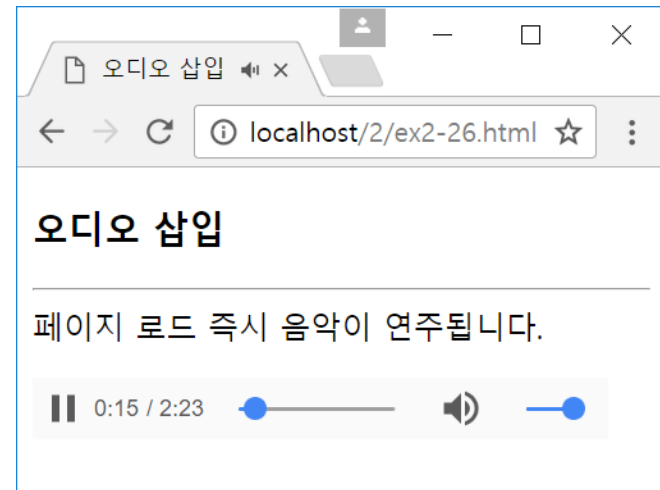 오디오 삽입
localhost/2/ex2-26.html
오디오 삽입
페이지 로드 즉시 음악이 연주됩니다.
0:15 / 2:23